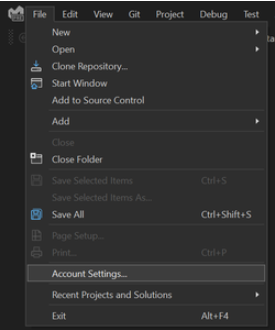 File Edit View Git Project Debug Test
New
Open
Clone Repository...
Start Window
Add to Source Control
Add
Close
Close Folder
Save Selected Items Ctrl+S
Save Selected Items As...
Save All Ctrl+Shift+S
Page Setup...
Print... Ctrl+P
Account Settings...
Recent Projects and Solutions
Exit Alt+F4